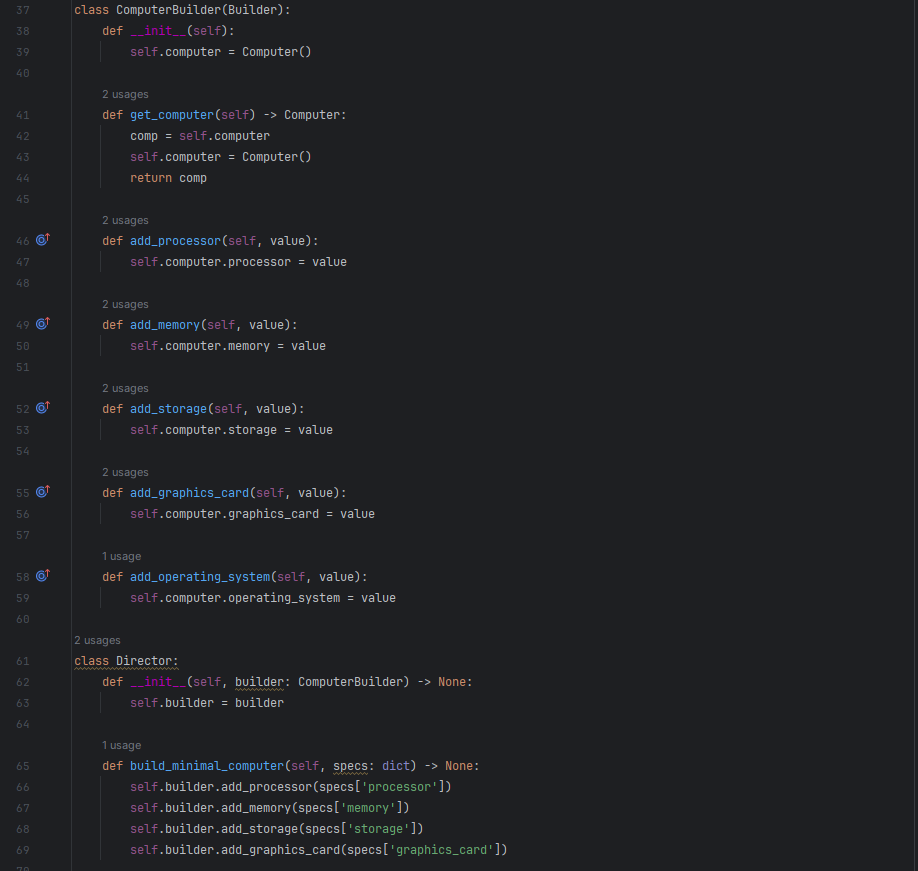 37 class ComputerBuilder(Builder):
38 def __init__(self):
39 self.computer = Computer()
40
2 usages
41 def get_computer(self) -> Computer:
42 comp = self.computer
43 self.computer = Computer()
44 return comp
45
2 usages
46 def add_processor(self, value):
47 self.computer.processor = value
48
2 usages
49 def add_memory(self, value):
50 self.computer.memory = value
51
2 usages
52 def add_storage(self, value):
53 self.computer.storage = value
54
2 usages
55 def add_graphics_card(self, value):
56 self.computer.graphics_card = value
57
1 usage
58 def add_operating_system(self, value):
59 self.computer.operating_system = value
60
2 usages
61 class Director:
62 def __init__(self, builder: ComputerBuilder) -> None:
63 self.builder = builder
64
1 usage
65 def build_minimal_computer(self, specs: dict) -> None:
66 self.builder.add_processor(specs['processor'])
67 self.builder.add_memory(specs['memory'])
68 self.builder.add_storage(specs['storage'])
69 self.builder.add_graphics_card(specs['graphics_card'])
70